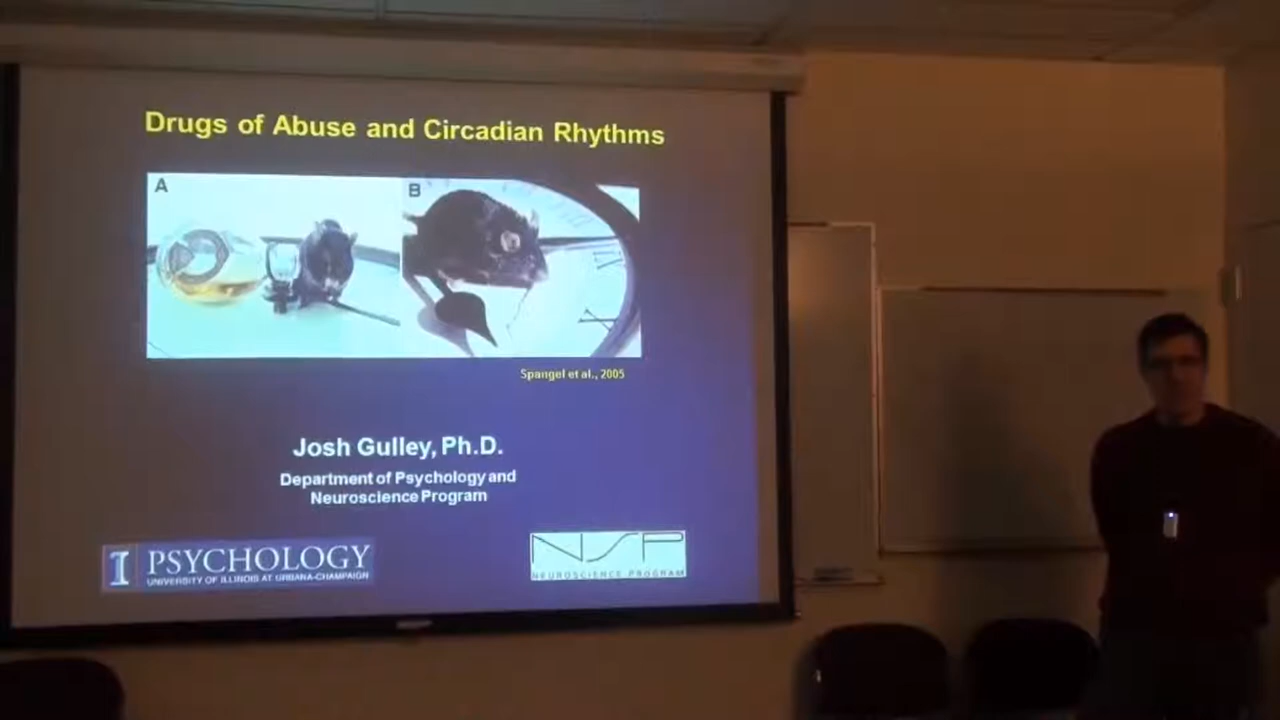 Drugs of Abuse and Circadian Rhythms
A
B
Spangel et al., 2005
Josh Gulley, Ph.D.
Department of Psychology and
Neuroscience Program
I PSYCHOLOGY
UNIVERSITY OF ILLINOIS AT URBANA-CHAMPAIGN
NSP
NEUROSCIENCE PROGRAM